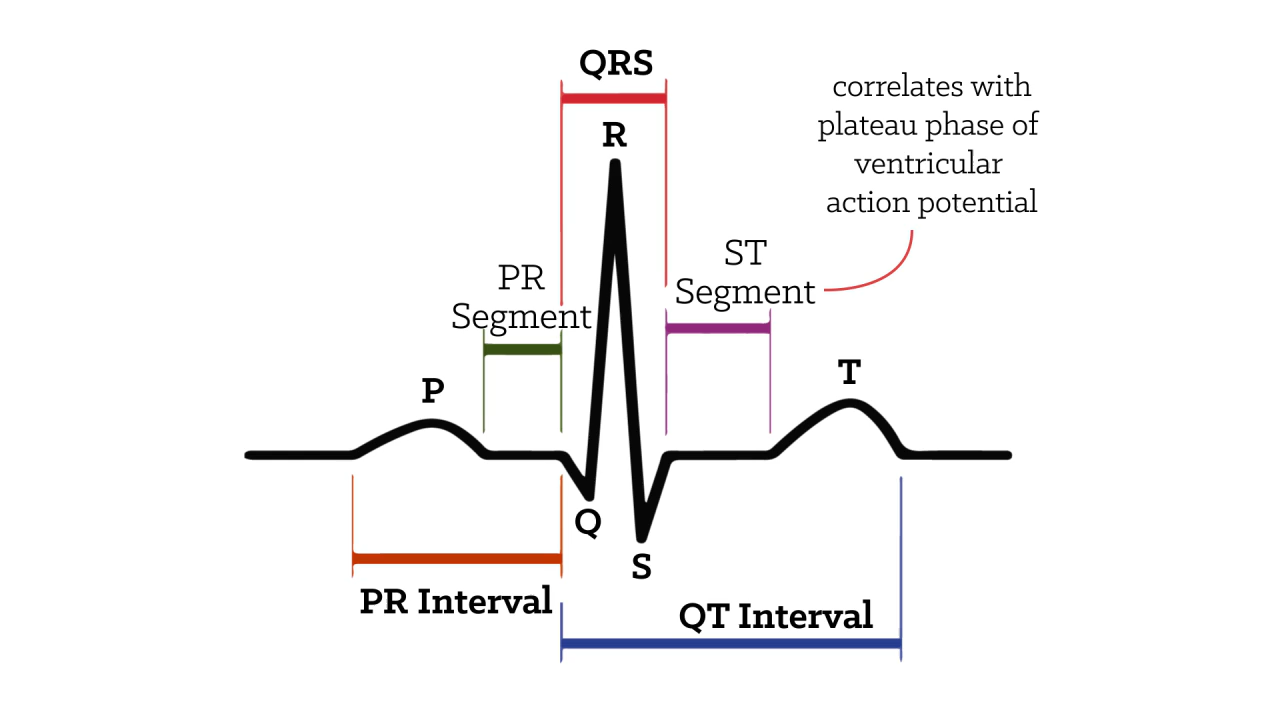 QRS
R
correlates with
plateau phase of
ventricular
action potential
PR
Segment
ST
Segment
P
T
Q
S
PR Interval
QT Interval